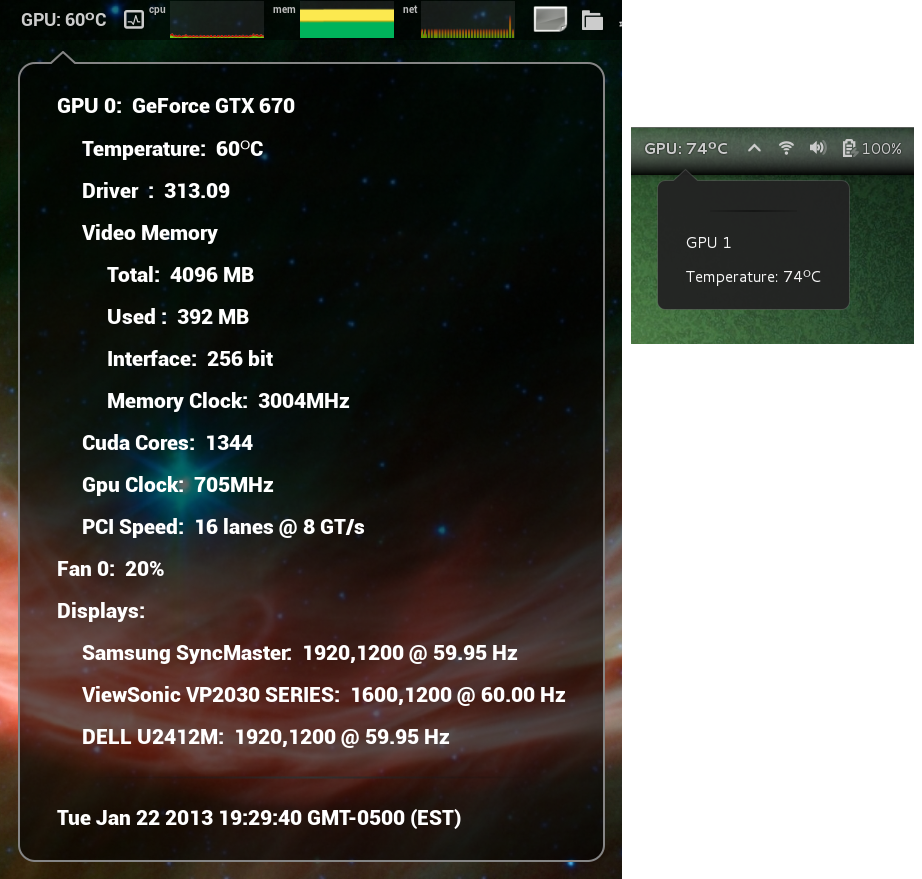 GPU: 60ºC cpu mem net
GPU 0: GeForce GTX 670
Temperature: 60ºC
Driver : 313.09
Video Memory
Total: 4096 MB
Used : 392 MB
Interface: 256 bit
Memory Clock: 3004MHz
Cuda Cores: 1344
Gpu Clock: 705MHz
PCI Speed: 16 lanes @ 8 GT/s
Fan 0: 20%
Displays:
Samsung SyncMaster: 1920,1200 @ 59.95 Hz
ViewSonic VP2030 SERIES: 1600,1200 @ 60.00 Hz
DELL U2412M: 1920,1200 @ 59.95 Hz
Tue Jan 22 2013 19:29:40 GMT-0500 (EST)
GPU: 74ºC 100%
GPU 1
Temperature: 74ºC